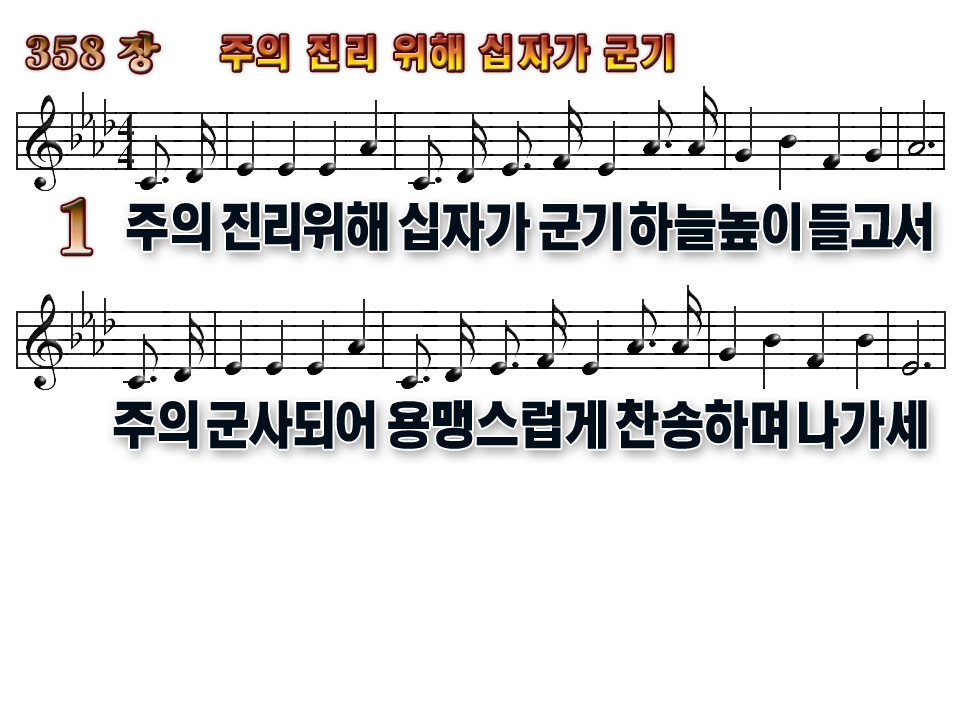 358 장 주의 진리 위해 십자가 군기
4
4
1 주의 진리위해 십자가 군기 하늘높이 들고서
주의 군사되어 용맹스럽게 찬송하며 나가세